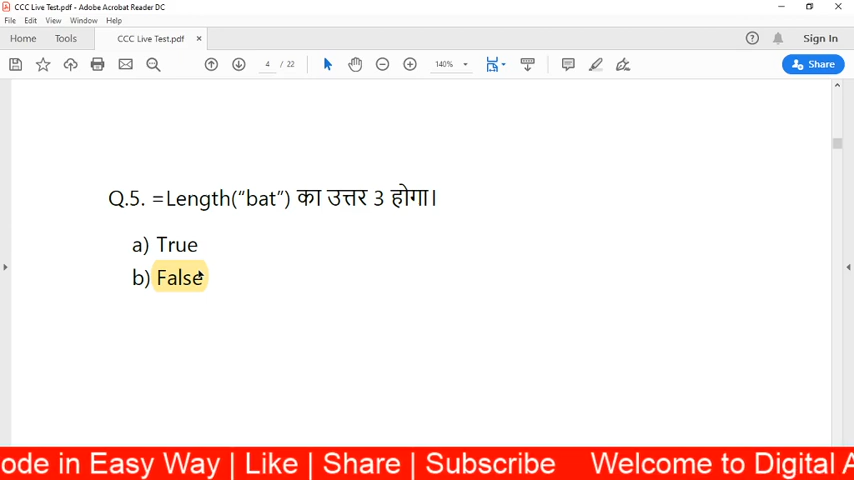 CCC Live Test.pdf - Adobe Acrobat Reader DC
File Edit View Window Help
Home Tools CCC Live Test.pdf × Sign In
4 / 22 140% Share
Q.5. =Length(“bat”) का उत्तर 3 होगा।
a) True
b) False
ode in Easy Way | Like | Share | Subscribe Welcome to Digital A